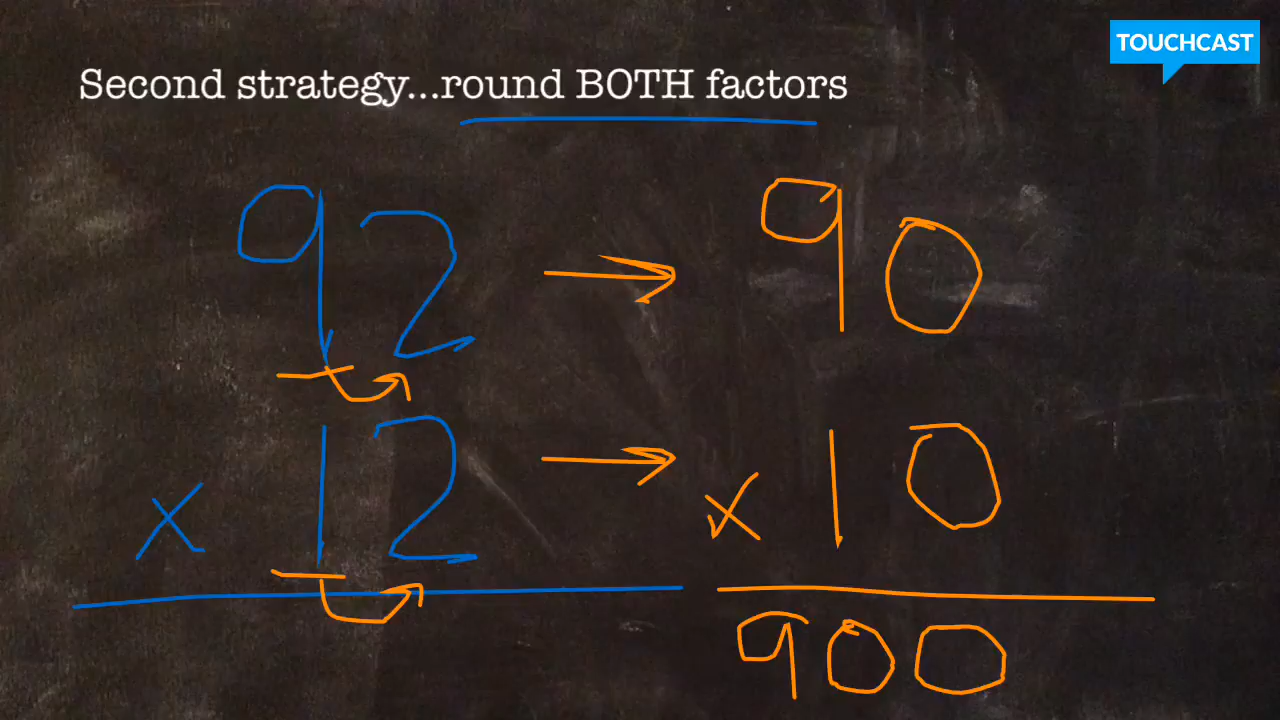 TOUCHCAST
Second strategy...round BOTH factors
92 → 90
x 12 → x 10
900